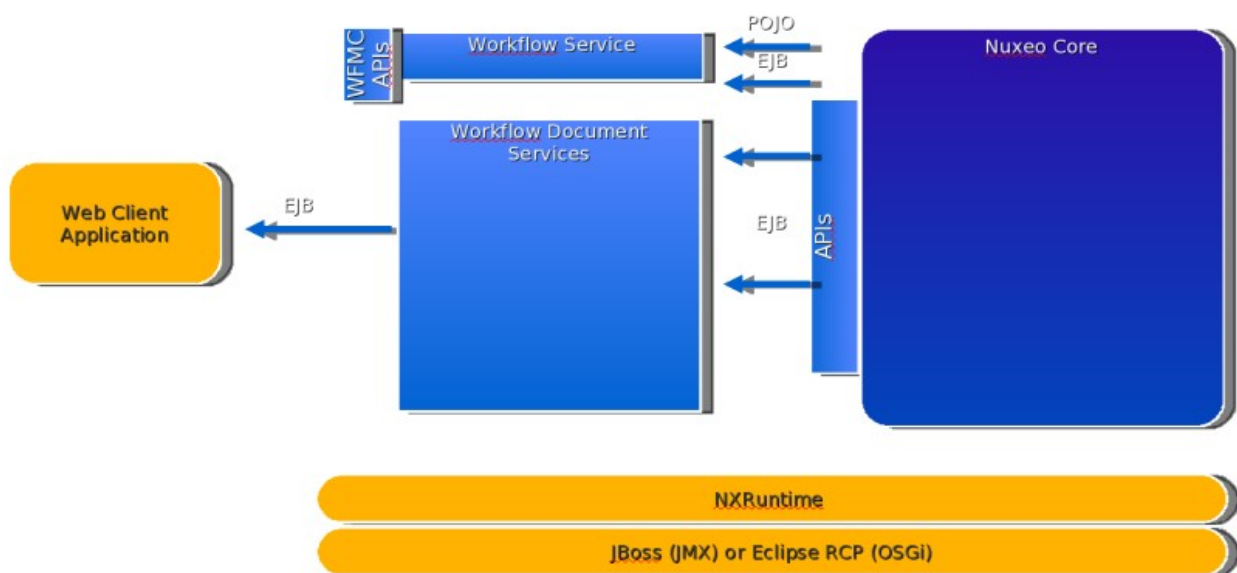 POJO
WFMC
APIs
Workflow Service
Nuxeo Core
EJB
Workflow Document
Services
Web Client
Application
EJB
EJB
APIs
NXRuntime
JBoss (JMX) or Eclipse RCP (OSGi)